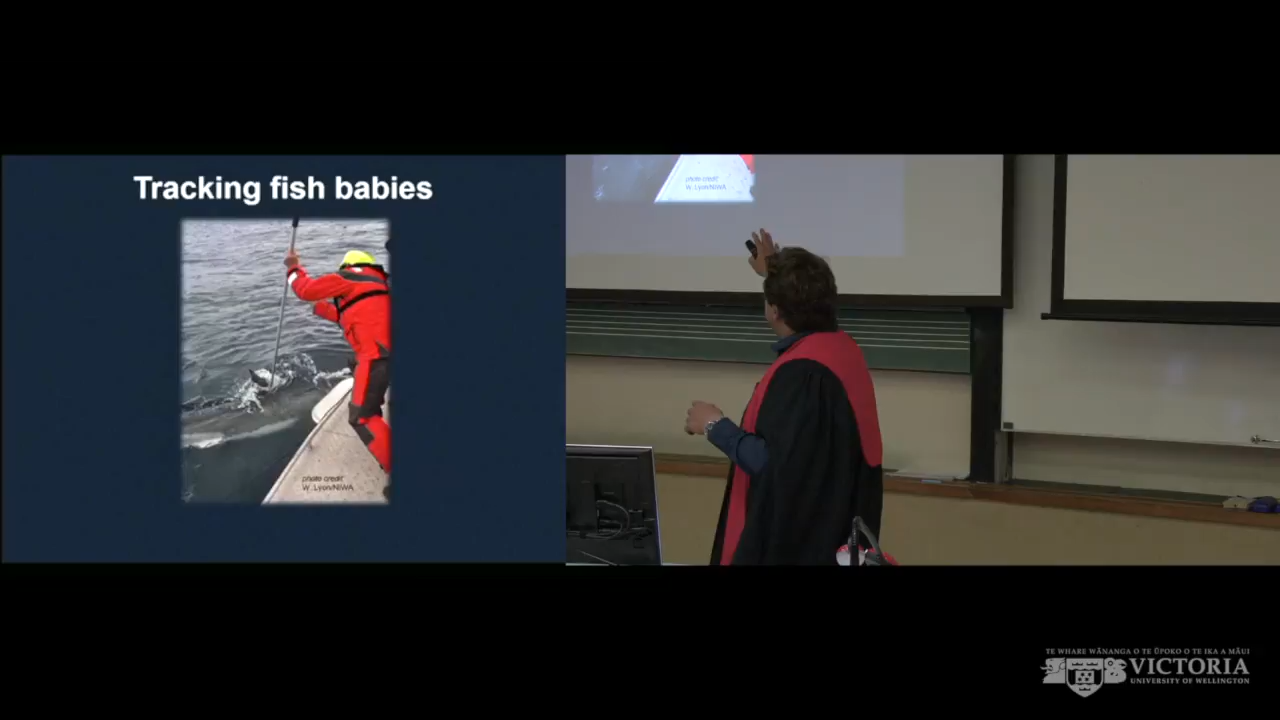 Tracking fish babies
photo credit
W. Lyon/NIWA
photo credit
W. Lyon/NIWA
TE WHARE WĀNANGA O TE ŪPOKO O TE IKA A MĀUI
VICTORIA
UNIVERSITY OF WELLINGTON